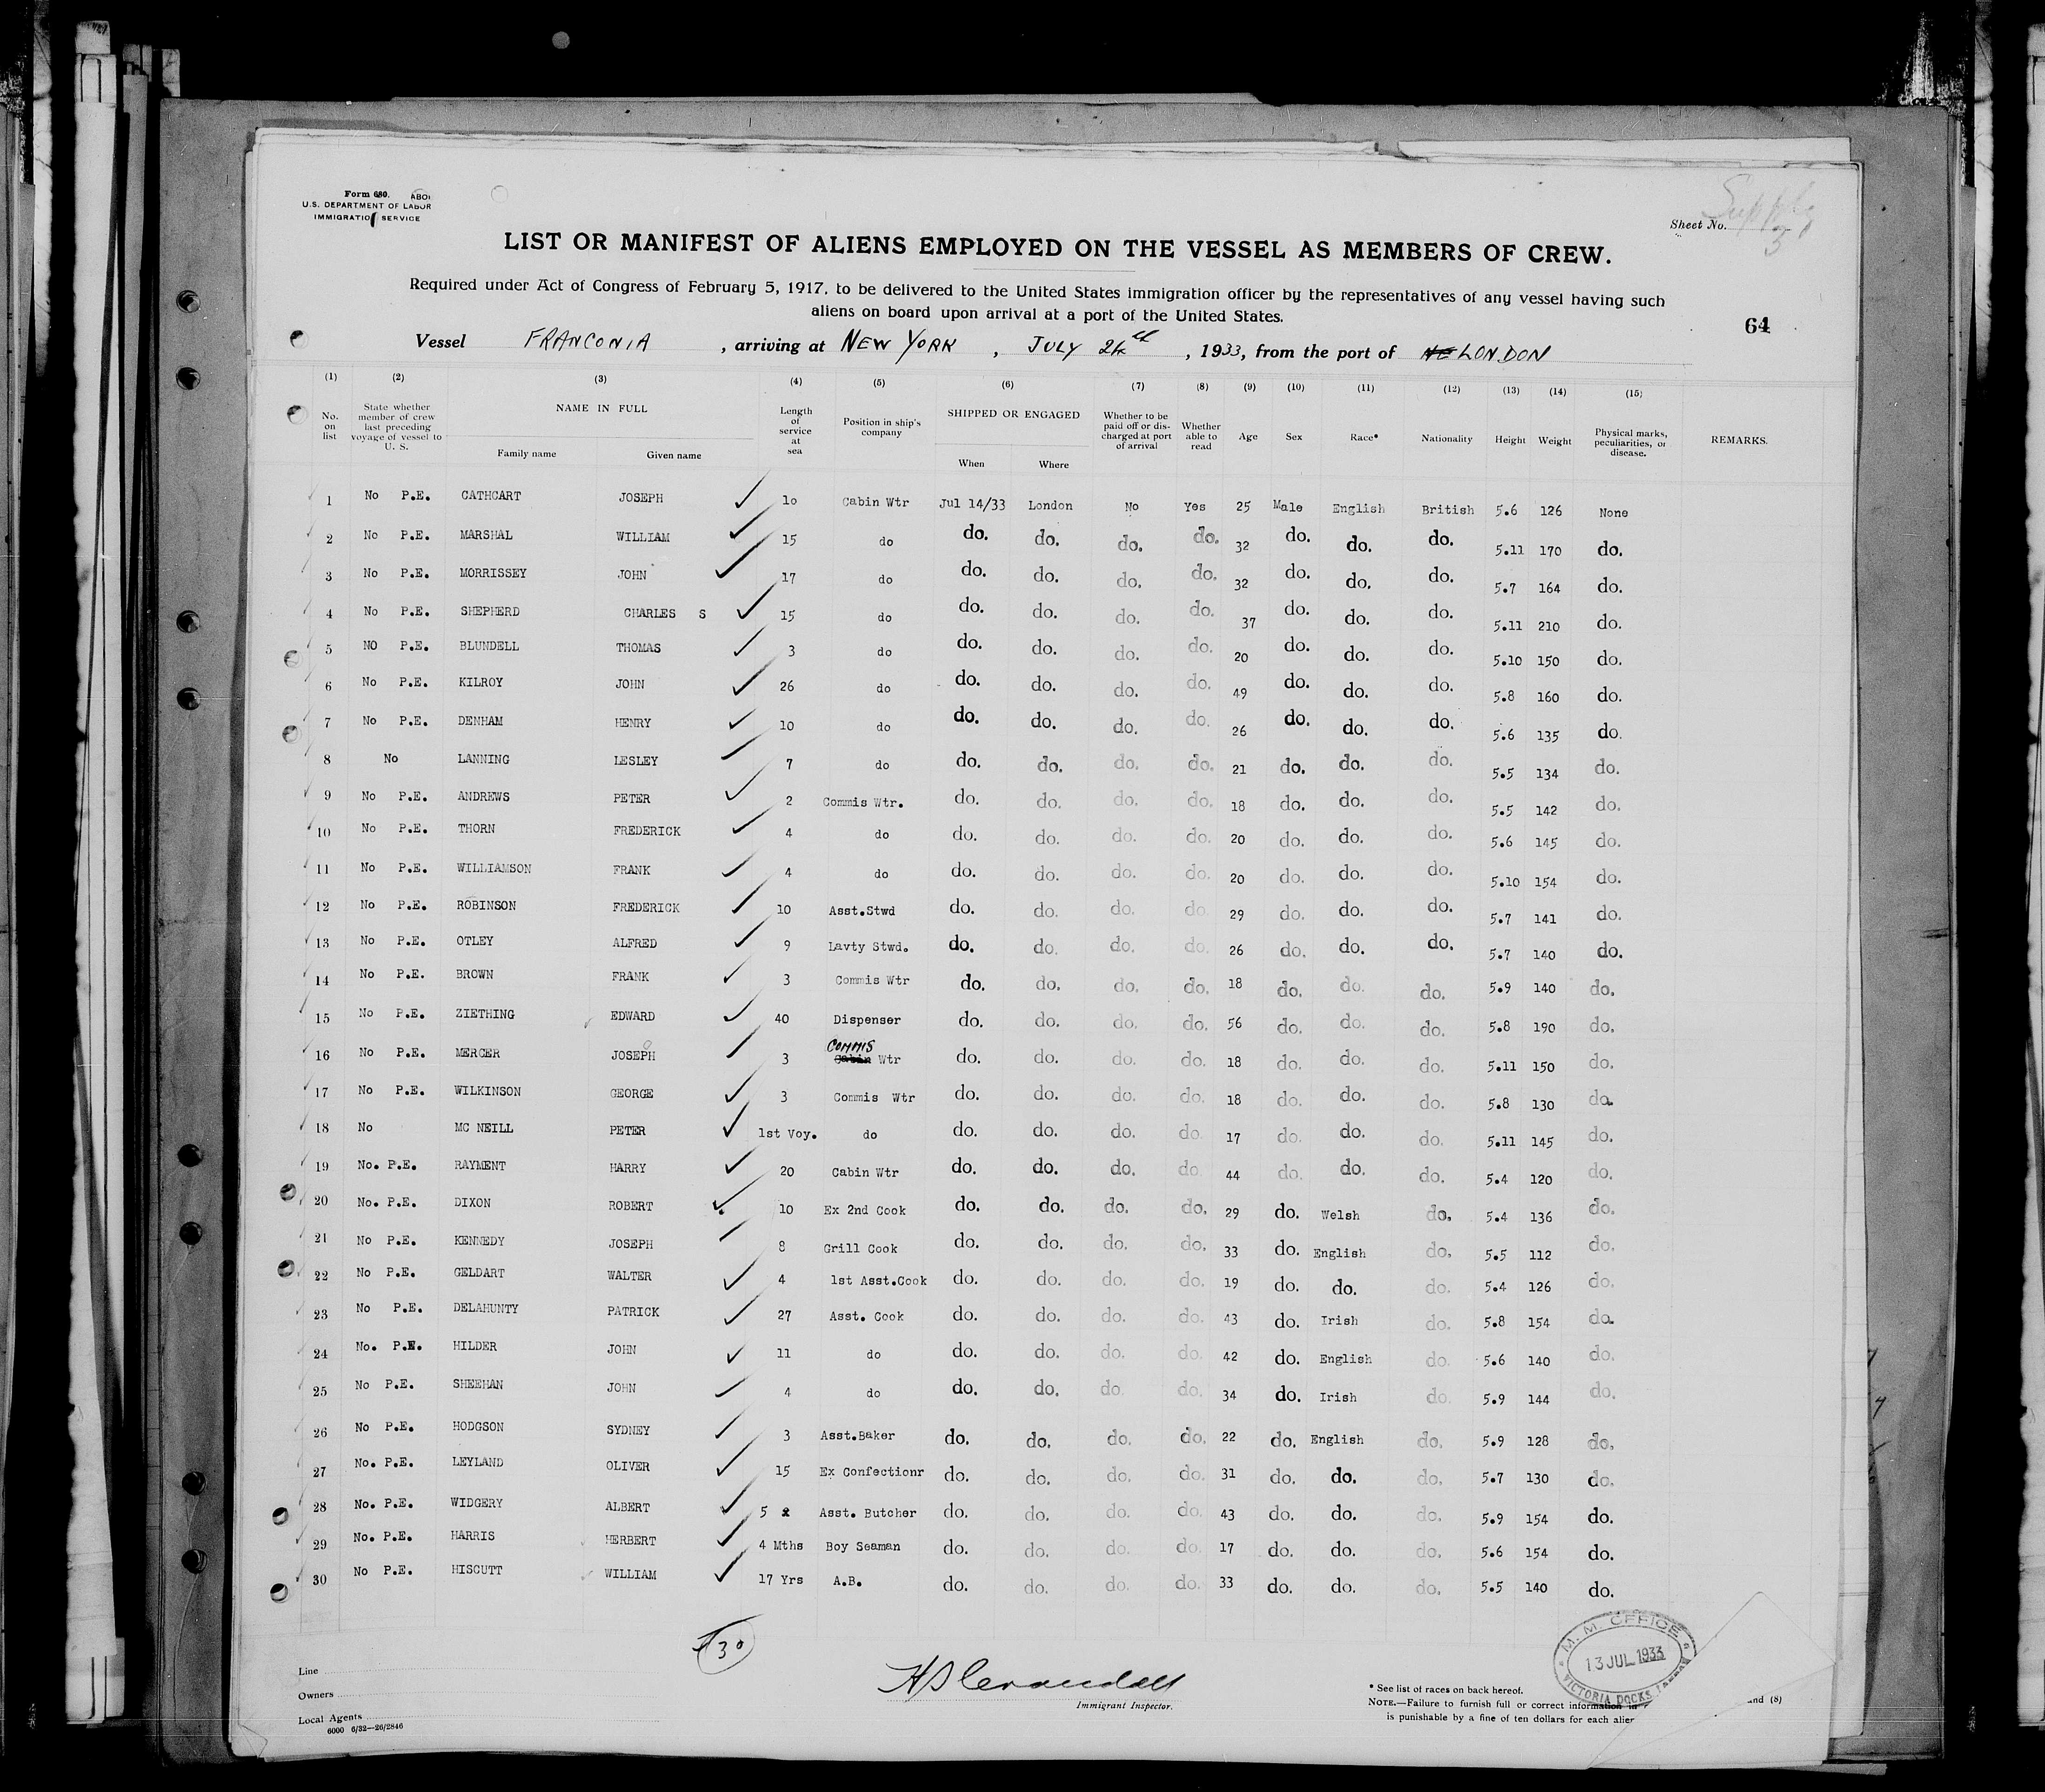 Form 680.
U.S. DEPARTMENT OF LABOR
IMMIGRATION SERVICE
Sheet No. Supply 3
LIST OR MANIFEST OF ALIENS EMPLOYED ON THE VESSEL AS MEMBERS OF CREW.
Required under Act of Congress of February 5, 1917, to be delivered to the United States immigration officer by the representatives of any vessel having such
aliens on board upon arrival at a port of the United States.
64
Vessel FRANCONIA, arriving at NEW YORK, JULY 24th, 1933, from the port of LONDON
(1) (2) (3) (4) (5) (6) (7) (8) (9) (10) (11) (12) (13) (14) (15)
No. on list State whether member of crew last preceding voyage of vessel to U. S. NAME IN FULL Family name Given name Length of service at sea Position in ship's company SHIPPED OR ENGAGED When Where Whether to be paid off or discharged at port of arrival Whether able to read Age Sex Race* Nationality Height Weight Physical marks, peculiarities, or disease. REMARKS.
1 No P.E. CATHCART JOSEPH 10 Cabin Wtr Jul 14/33 London No Yes 25 Male English British 5.6 126 None
2 No P.E. MARSHAL WILLIAM 15 do do. do. do. do. 32 do. do. do. 5.11 170 do.
3 No P.E. MORRISSEY JOHN 17 do do. do. do. do. 32 do. do. do. 5.7 164 do.
4 No P.E. SHEPHERD CHARLES S 15 do do. do. do. do. 37 do. do. do. 5.11 210 do.
5 NO P.E. BLUNDELL THOMAS 3 do do. do. do. do. 20 do. do. do. 5.10 150 do.
6 No P.E. KILROY JOHN 26 do do. do. do. do. 49 do. do. do. 5.8 160 do.
7 No P.E. DENHAM HENRY 10 do do. do. do. do. 26 do. do. do. 5.6 135 do.
8 No LANNING LESLEY 7 do do. do. do. do. 21 do. do. do. 5.5 134 do.
9 No P.E. ANDREWS PETER 2 Commis Wtr. do. do. do. do. 18 do. do. do. 5.5 142 do.
10 No P.E. THORN FREDERICK 4 do do. do. do. do. 20 do. do. do. 5.6 145 do.
11 No P.E. WILLIAMSON FRANK 4 do do. do. do. do. 20 do. do. do. 5.10 154 do.
12 No P.E. ROBINSON FREDERICK 10 Asst.Stwd do. do. do. do. 29 do. do. do. 5.7 141 do.
13 No P.E. OTLEY ALFRED 9 Lavty Stwd. do. do. do. do. 26 do. do. do. 5.7 140 do.
14 No P.E. BROWN FRANK 3 Commis Wtr do. do. do. do. 18 do. do. do. 5.9 140 do.
15 No P.E. ZIETHING EDWARD 40 Dispenser do. do. do. do. 56 do. do. do. 5.8 190 do.
16 No P.E. MERCER JOSEPH 3 COMMIS Cabin Wtr do. do. do. do. 18 do. do. do. 5.11 150 do.
17 No P.E. WILKINSON GEORGE 3 Commis Wtr do. do. do. do. 18 do. do. do. 5.8 130 do.
18 No MC NEILL PETER 1st Voy. do do. do. do. do. 17 do. do. do. 5.11 145 do.
19 No. P.E. RAYMENT HARRY 20 Cabin Wtr do. do. do. do. 44 do. do. do. 5.4 120 do.
20 No. P.E. DIXON ROBERT 10 Ex 2nd Cook do. do. do. do. 29 do. Welsh do. 5.4 136 do.
21 No P.E. KENNEDY JOSEPH 8 Grill Cook do. do. do. do. 33 do. English do. 5.5 112 do.
22 No P.E. GELDART WALTER 4 1st Asst.Cook do. do. do. do. 19 do. do. do. 5.4 126 do.
23 No P.E. DELAHUNTY PATRICK 27 Asst. Cook do. do. do. do. 43 do. Irish do. 5.8 154 do.
24 No. P.E. HILDER JOHN 11 do do. do. do. do. 42 do. English do. 5.6 140 do.
25 No P.E. SHEEHAN JOHN 4 do do. do. do. do. 34 do. Irish do. 5.9 144 do.
26 No P.E. HODGSON SYDNEY 3 Asst.Baker do. do. do. do. 22 do. English do. 5.9 128 do.
27 No. P.E. LEYLAND OLIVER 15 Ex Confectionr do. do. do. do. 31 do. do. do. 5.7 130 do.
28 No. P.E. WIDGERY ALBERT 5 Asst. Butcher do. do. do. do. 43 do. do. do. 5.9 154 do.
29 No. P.E. HARRIS HERBERT 4 Mths Boy Seaman do. do. do. do. 17 do. do. do. 5.6 154 do.
30 No P.E. HISCUTT WILLIAM 17 Yrs A.B. do. do. do. do. 33 do. do. do. 5.5 140 do.
30
M. M. OFFICE
13 JUL 1933
VICTORIA DOCKS
Line
Owners
Local Agents
6000 6/32—26/2846
Immigrant Inspector.
* See list of races on back hereof.
NOTE.—Failure to furnish full or correct information in and (8)
is punishable by a fine of ten dollars for each alien